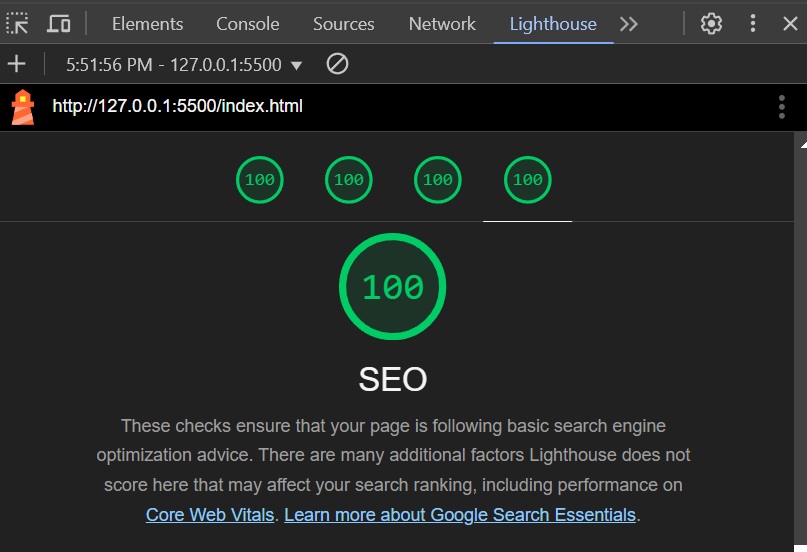 Elements Console Sources Network Lighthouse
5:51:56 PM - 127.0.0.1:5500
http://127.0.0.1:5500/index.html
100 100 100 100
100
SEO
These checks ensure that your page is following basic search engine
optimization advice. There are many additional factors Lighthouse does not
score here that may affect your search ranking, including performance on
Core Web Vitals. Learn more about Google Search Essentials.